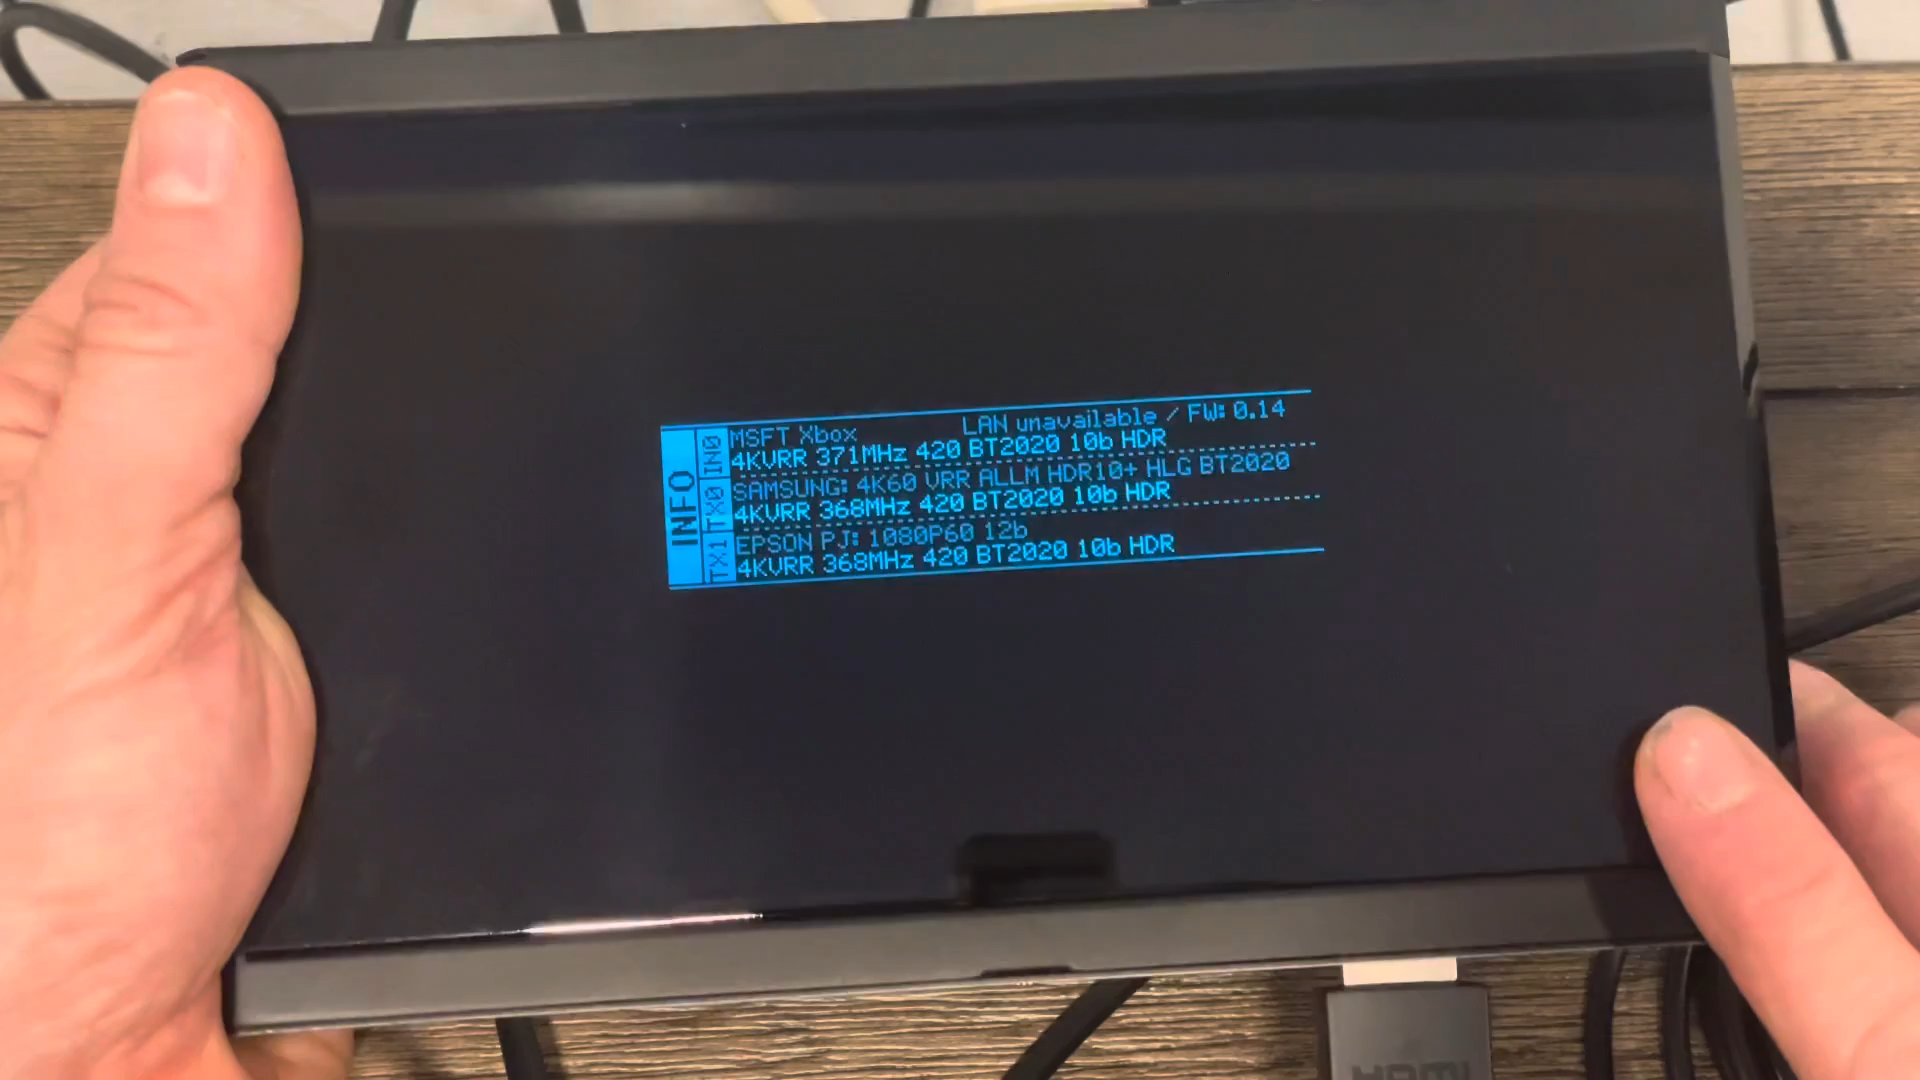 INFO
IN0
MSFT Xbox LAN unavailable / FW: 0.14
4KVRR 371MHz 420 BT2020 10b HDR
TX0
SAMSUNG: 4K60 VRR ALLM HDR10+ HLG BT2020
4KVRR 368MHz 420 BT2020 10b HDR
TX1
EPSON PJ: 1080P60 12b
4KVRR 368MHz 420 BT2020 10b HDR
HDMI